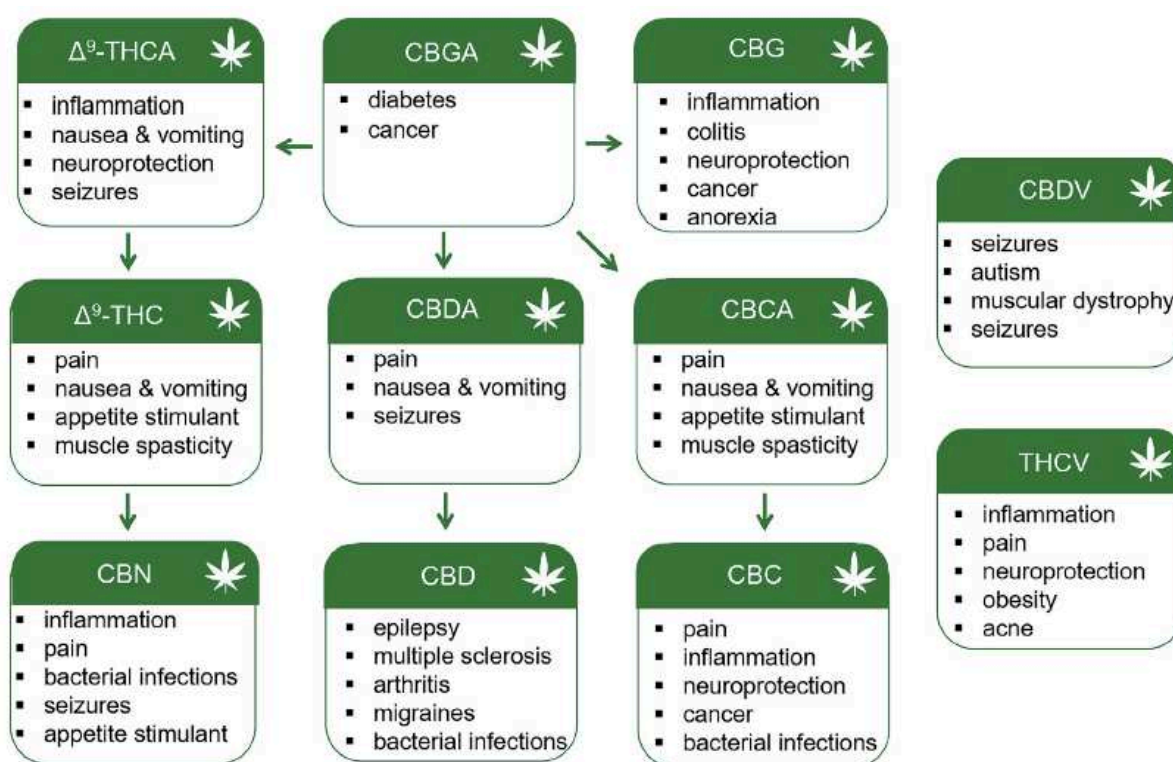 Δ⁹-THCA
inflammation
nausea & vomiting
neuroprotection
seizures
CBGA
diabetes
cancer
CBG
inflammation
colitis
neuroprotection
cancer
anorexia
CBDV
seizures
autism
muscular dystrophy
seizures
Δ⁹-THC
pain
nausea & vomiting
appetite stimulant
muscle spasticity
CBDA
pain
nausea & vomiting
seizures
CBCA
pain
nausea & vomiting
appetite stimulant
muscle spasticity
THCV
inflammation
pain
neuroprotection
obesity
acne
CBN
inflammation
pain
bacterial infections
seizures
appetite stimulant
CBD
epilepsy
multiple sclerosis
arthritis
migraines
bacterial infections
CBC
pain
inflammation
neuroprotection
cancer
bacterial infections